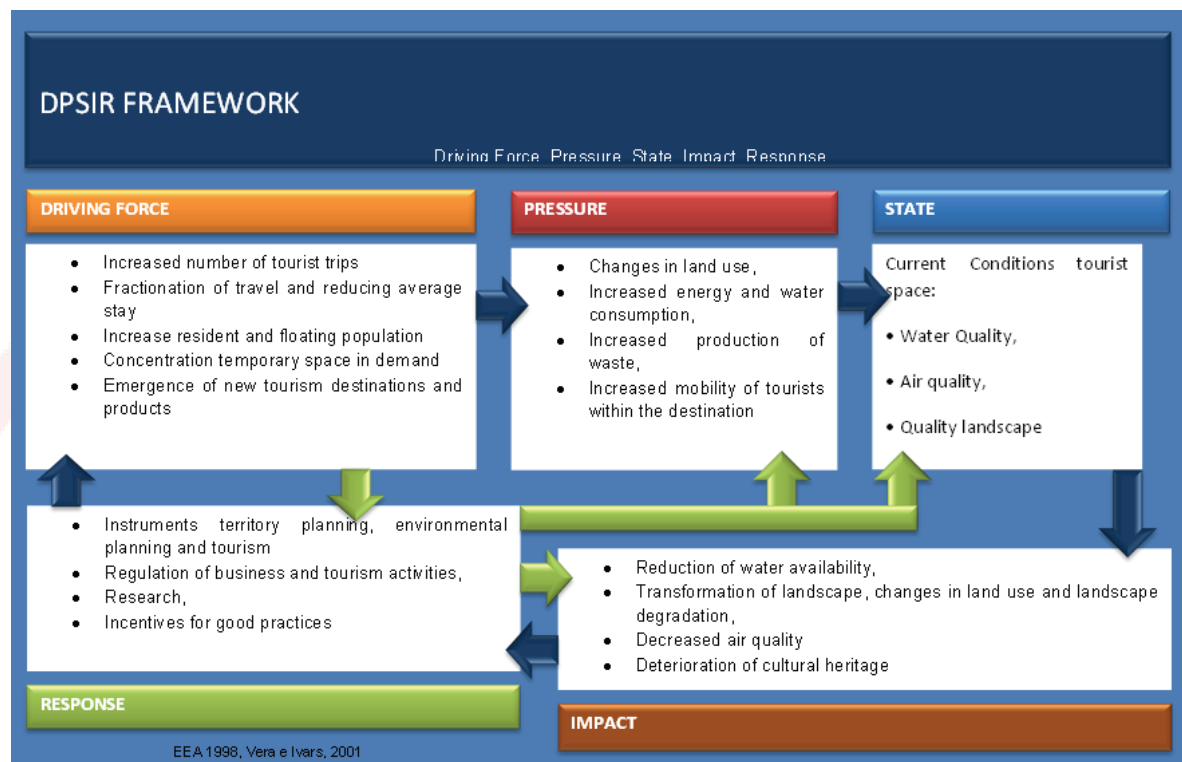 DPSIR FRAMEWORK
Driving Force Pressure State Impact Response
DRIVING FORCE
• Increased number of tourist trips
• Fractionation of travel and reducing average
stay
• Increase resident and floating population
• Concentration temporary space in demand
• Emergence of new tourism destinations and
products
PRESSURE
• Changes in land use,
• Increased energy and water
consumption,
• Increased production of
waste,
• Increased mobility of tourists
within the destination
STATE
Current Conditions tourist
space:
• Water Quality,
• Air quality,
• Quality landscape
• Instruments territory planning, environmental
planning and tourism
• Regulation of business and tourism activities,
• Research,
• Incentives for good practices
RESPONSE
• Reduction of water availability,
• Transformation of landscape, changes in land use and landscape
degradation,
• Decreased air quality
• Deterioration of cultural heritage
IMPACT
EEA 1998, Vera e Ivars, 2001